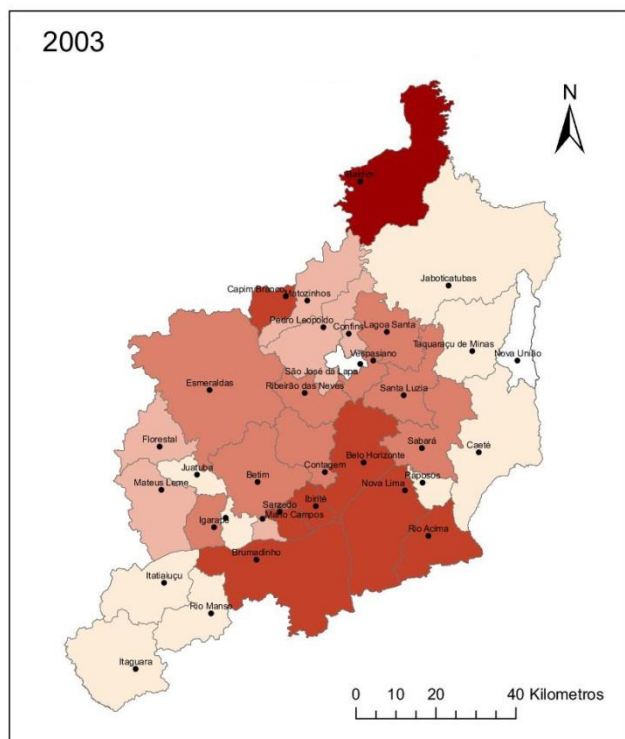 2003
N
Jaboticatubas
Capim Branco
Matozinhos
Pedro Leopoldo
Confins
Lagoa Santa
Taquaraçu de Minas
Nova União
Vespasiano
São José da Lapa
Esmeraldas
Ribeirão das Neves
Santa Luzia
Florestal
Sabará
Caeté
Juatuba
Belo Horizonte
Mateus Leme
Betim
Contagem
Raposos
Nova Lima
Sarzedo
Ibirité
Mário Campos
Igarapé
Rio Acima
Brumadinho
Itatiaiuçu
Rio Manso
Itaguara
0 10 20 40 Kilometros